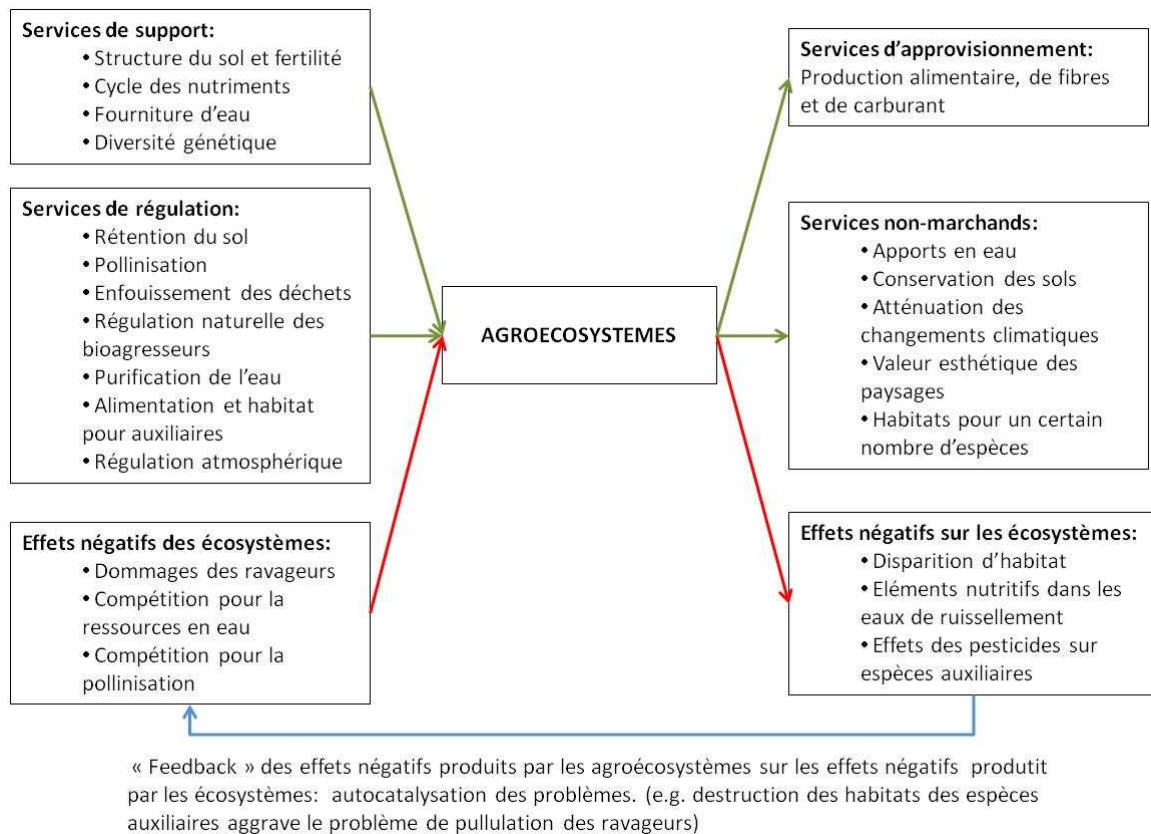 Services de support:
• Structure du sol et fertilité
• Cycle des nutriments
• Fourniture d'eau
• Diversité génétique
Services de régulation:
• Rétention du sol
• Pollinisation
• Enfouissement des déchets
• Régulation naturelle des
bioagresseurs
• Purification de l'eau
• Alimentation et habitat
pour auxiliaires
• Régulation atmosphérique
Effets négatifs des écosystèmes:
• Dommages des ravageurs
• Compétition pour la
ressources en eau
• Compétition pour la
pollinisation
AGROECOSYSTEMES
Services d'approvisionnement:
Production alimentaire, de fibres
et de carburant
Services non-marchands:
• Apports en eau
• Conservation des sols
• Atténuation des
changements climatiques
• Valeur esthétique des
paysages
• Habitats pour un certain
nombre d'espèces
Effets négatifs sur les écosystèmes:
• Disparition d'habitat
• Eléments nutritifs dans les
eaux de ruissellement
• Effets des pesticides sur
espèces auxiliaires
« Feedback » des effets négatifs produits par les agroécosystèmes sur les effets négatifs produtit
par les écosystèmes: autocatalysation des problèmes. (e.g. destruction des habitats des espèces
auxiliaires aggrave le problème de pullulation des ravageurs)